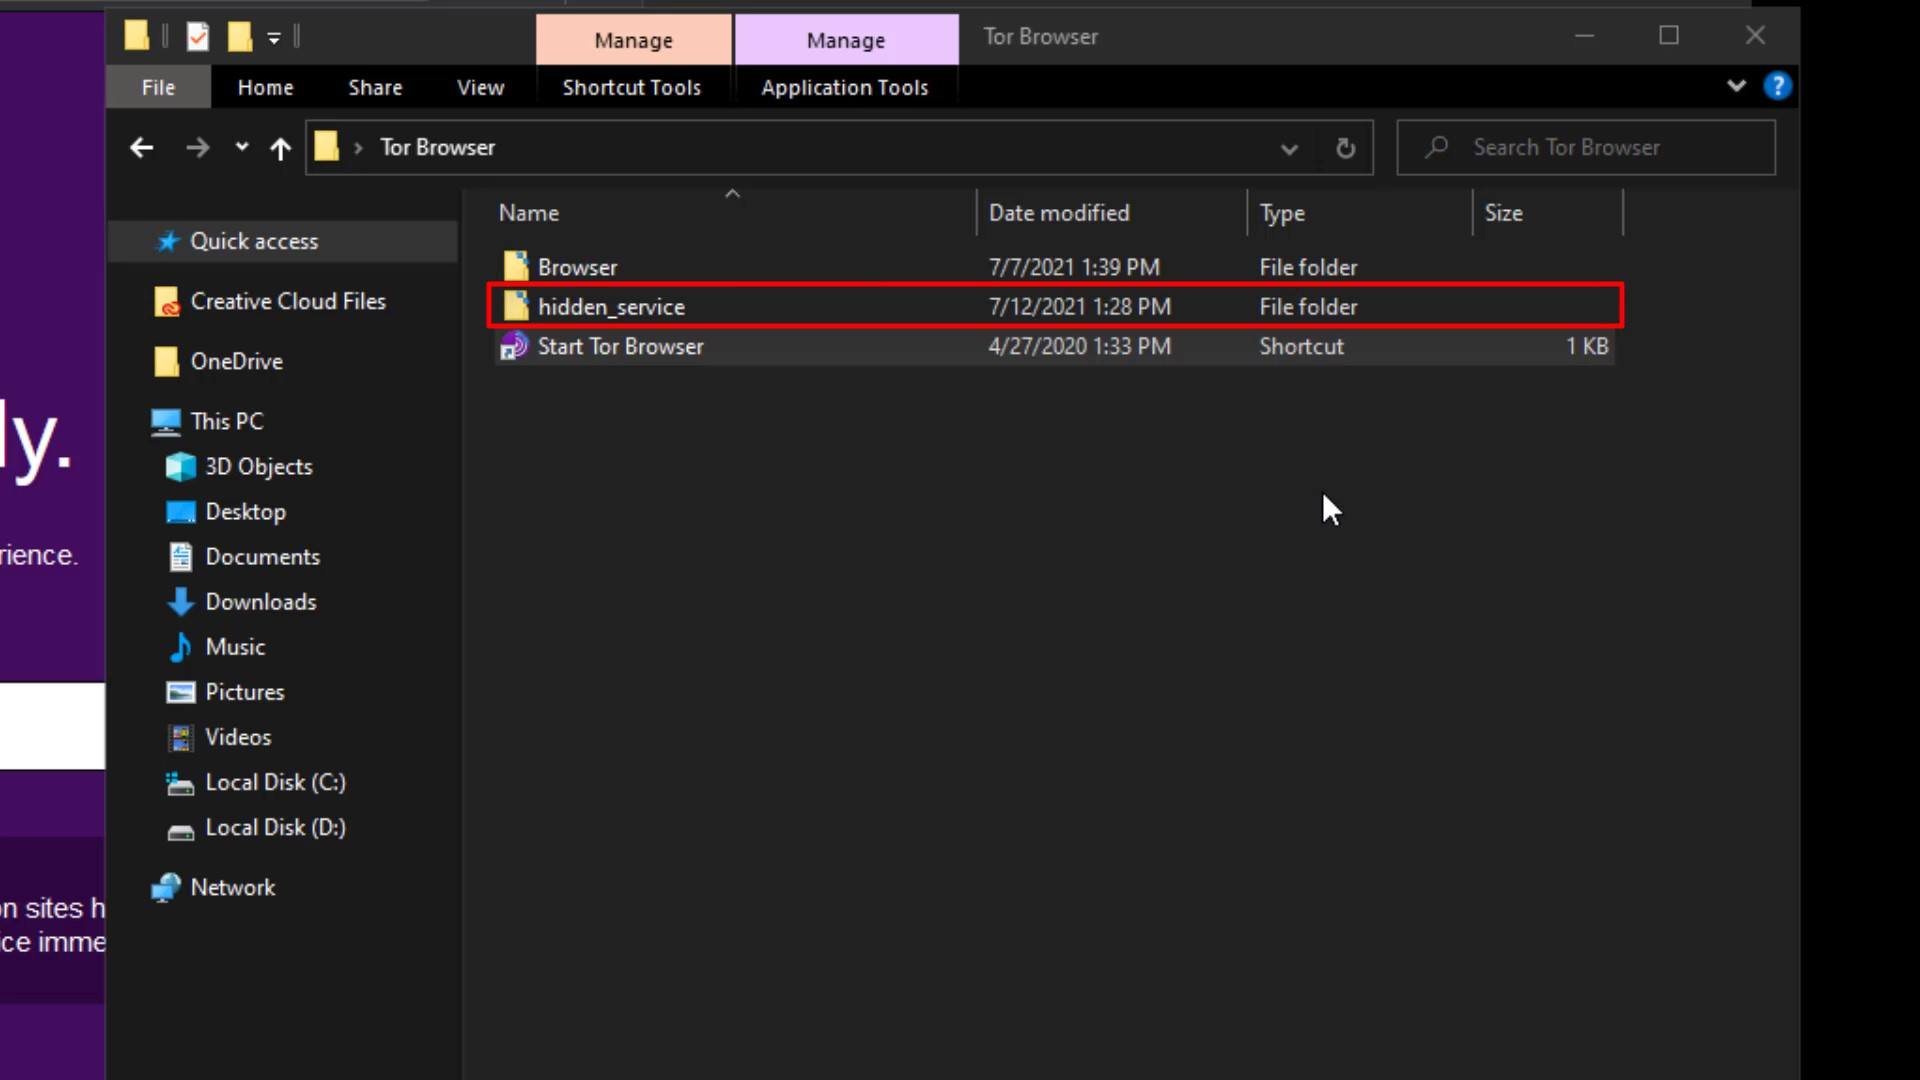 Manage
Manage
Tor Browser
File
Home
Share
View
Shortcut Tools
Application Tools
?
Tor Browser
Search Tor Browser
Name
Date modified
Type
Size
Quick access
Creative Cloud Files
OneDrive
This PC
3D Objects
Desktop
Documents
Downloads
Music
Pictures
Videos
Local Disk (C:)
Local Disk (D:)
Network
Browser 7/7/2021 1:39 PM File folder
hidden_service 7/12/2021 1:28 PM File folder
Start Tor Browser 4/27/2020 1:33 PM Shortcut 1 KB
ly.
rience.
on sites h
ice imme